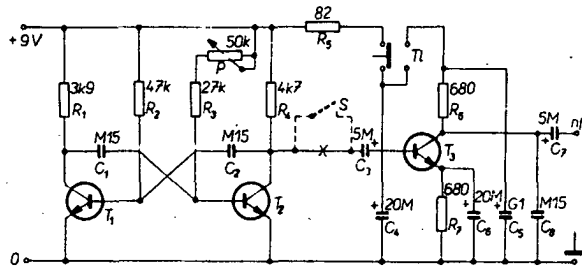 +9V
82
R5
50k
P
Tl
3k9
R1
47k
R2
27k
R3
4k7
R4
680
R6
S
M15
C1
M15
C2
5M
+
C3
T3
5M
+
C7
nf
T1
T2
+
20M
C4
680
R7
+
20M
C6
+
G1
C5
M15
C8
0